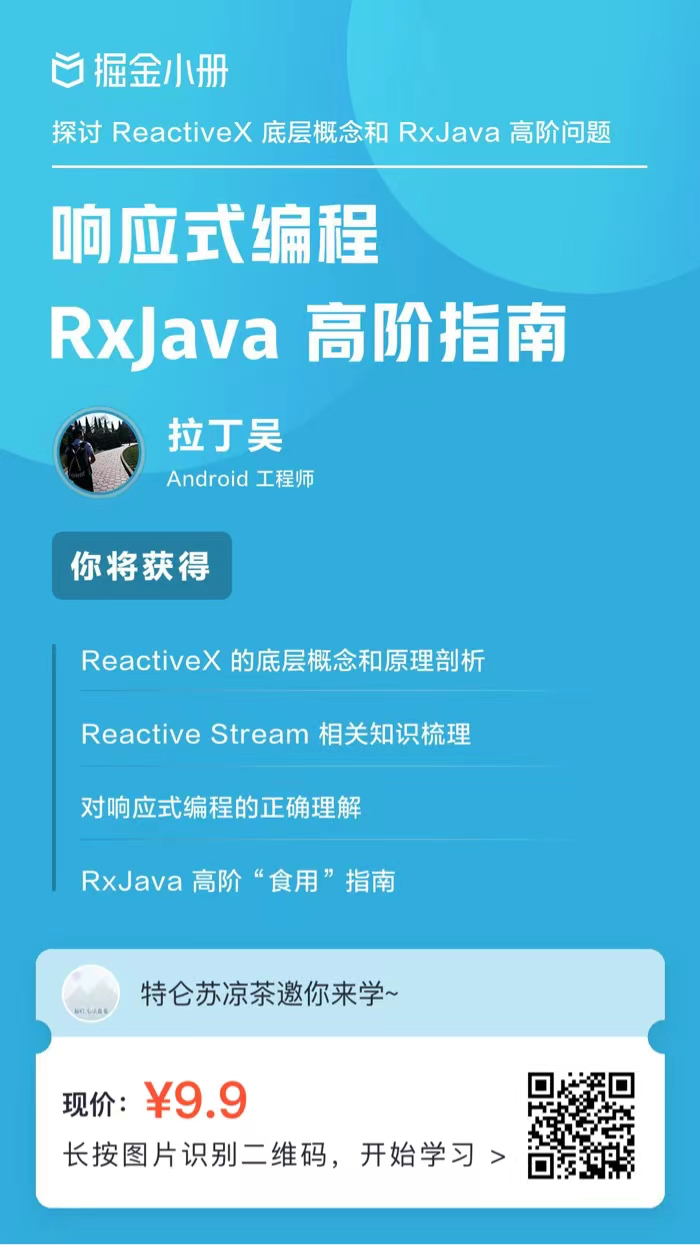 掘金小册
探讨 ReactiveX 底层概念和 RxJava 高阶问题
响应式编程
RxJava 高阶指南
拉丁吴
Android 工程师
你将获得
ReactiveX 的底层概念和原理剖析
Reactive Stream 相关知识梳理
对响应式编程的正确理解
RxJava 高阶“食用”指南
特仑苏凉茶邀你来学~
现价：¥9.9
长按图片识别二维码，开始学习 >